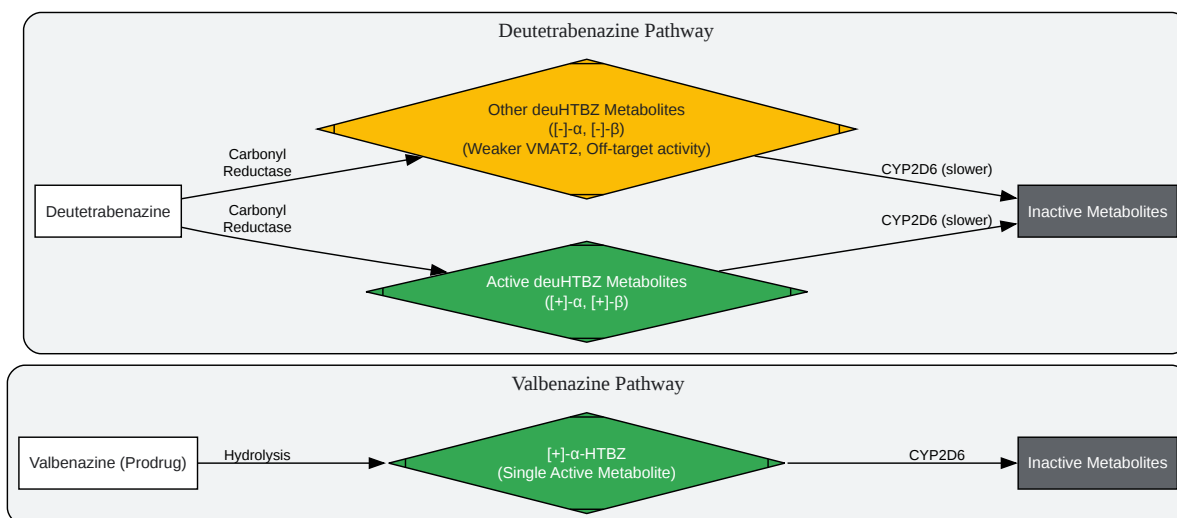 Deutetrabenazine Pathway
Other deuHTBZ Metabolites
([-]-α, [-]-β)
(Weaker VMAT2, Off-target activity)
Carbonyl
Reductase
CYP2D6 (slower)
Deutetrabenazine
Inactive Metabolites
Carbonyl
Reductase
CYP2D6 (slower)
Active deuHTBZ Metabolites
([+]-α, [+]-β)
Valbenazine Pathway
Valbenazine (Prodrug)
Hydrolysis
[+]-α-HTBZ
(Single Active Metabolite)
CYP2D6
Inactive Metabolites